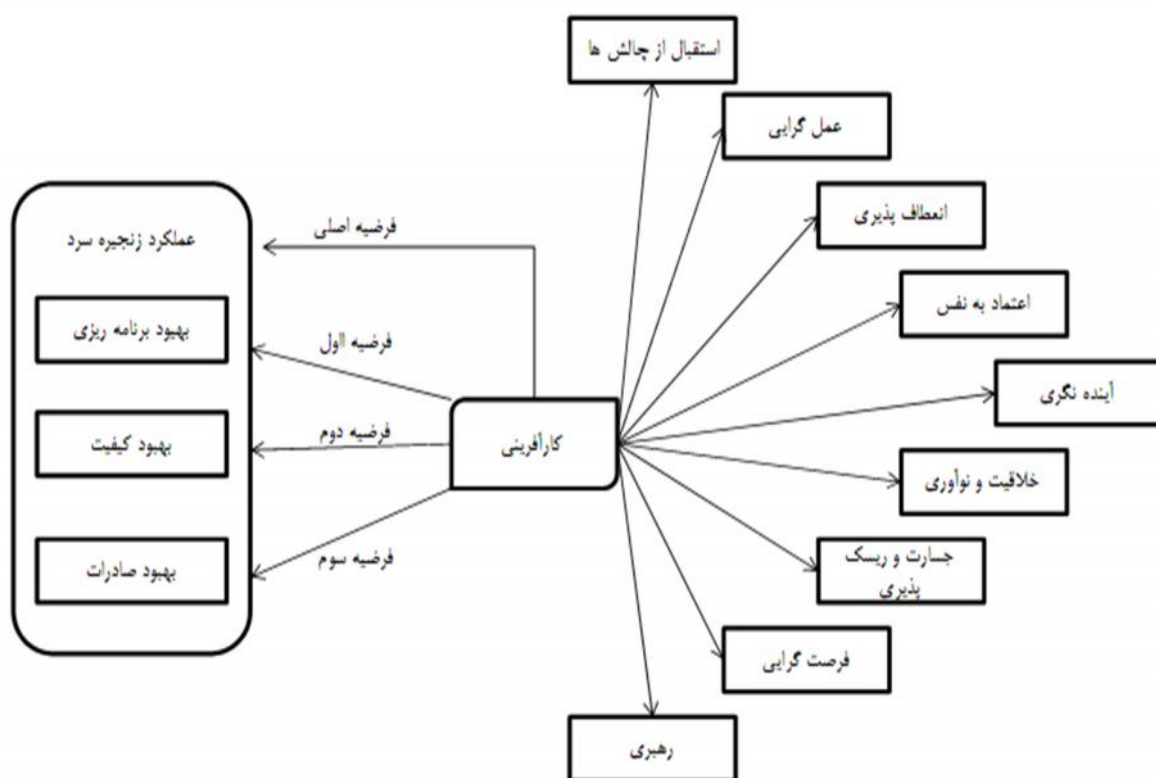 استقبال از چالش ها
عمل گرایی
انعطاف پذیری
اعتماد به نفس
آینده نگری
خلاقیت و نوآوری
جسارت و ریسک
پذیری
فرصت گرایی
رهبری
کارآفرینی
فرضیه اصلی
فرضیه ااول
فرضیه دوم
فرضیه سوم
عملکرد زنجیره سرد
بهبود برنامه ریزی
بهبود کیفیت
بهبود صادرات